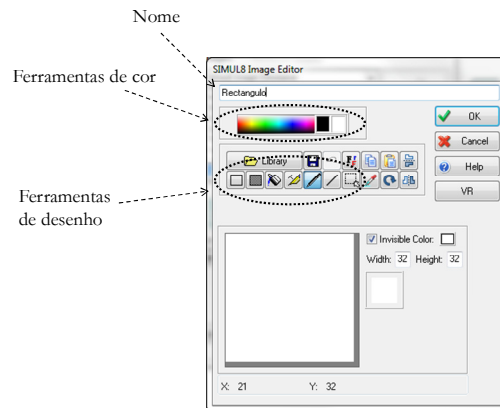 Nome
SIMUL8 Image Editor
Rectangulo
Ferramentas de cor
OK
Cancel
Library
Help
VR
Ferramentas
de desenho
Invisible Color:
Width: 32 Height: 32
X: 21 Y: 32